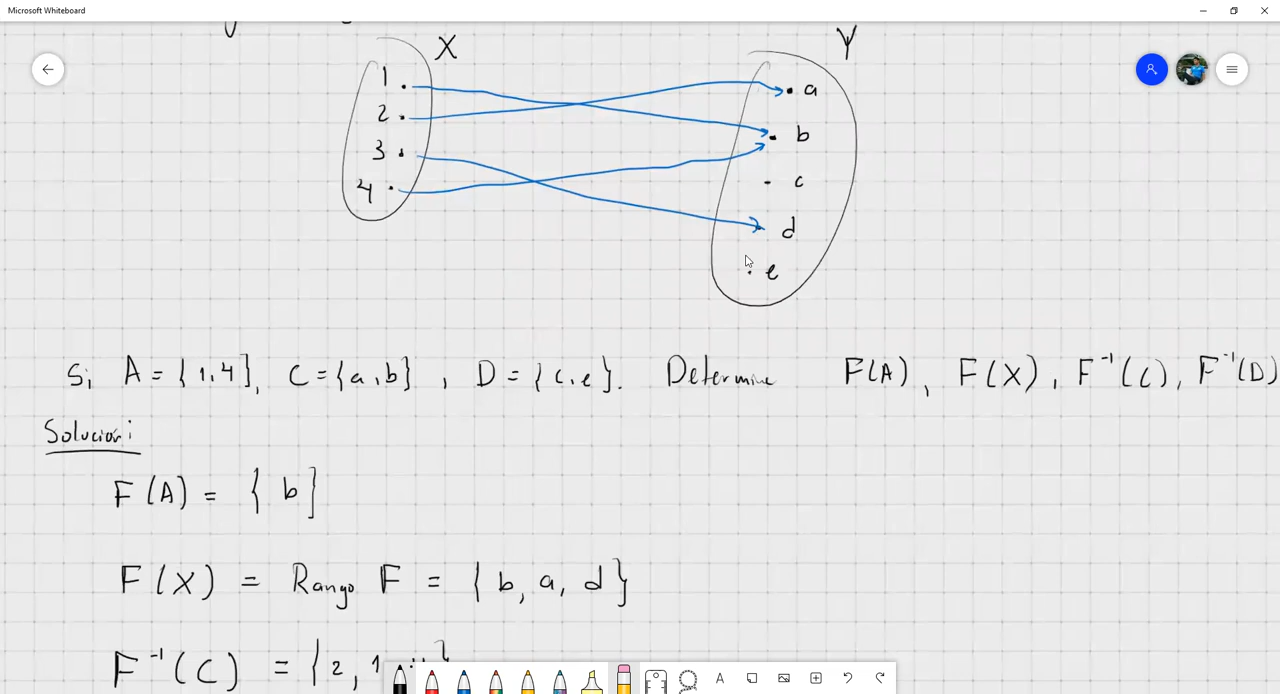 Microsoft Whiteboard
X Y
1 a
2 b
3 c
4 d
e
Si A = {1,4}, C = {a,b}, D = {c,e}. Determine F(A), F(X), F⁻¹(C), F⁻¹(D)
Solución:
F(A) = {b}
F(X) = Rango F = {b, a, d}
F⁻¹(C) = {2, 1
A